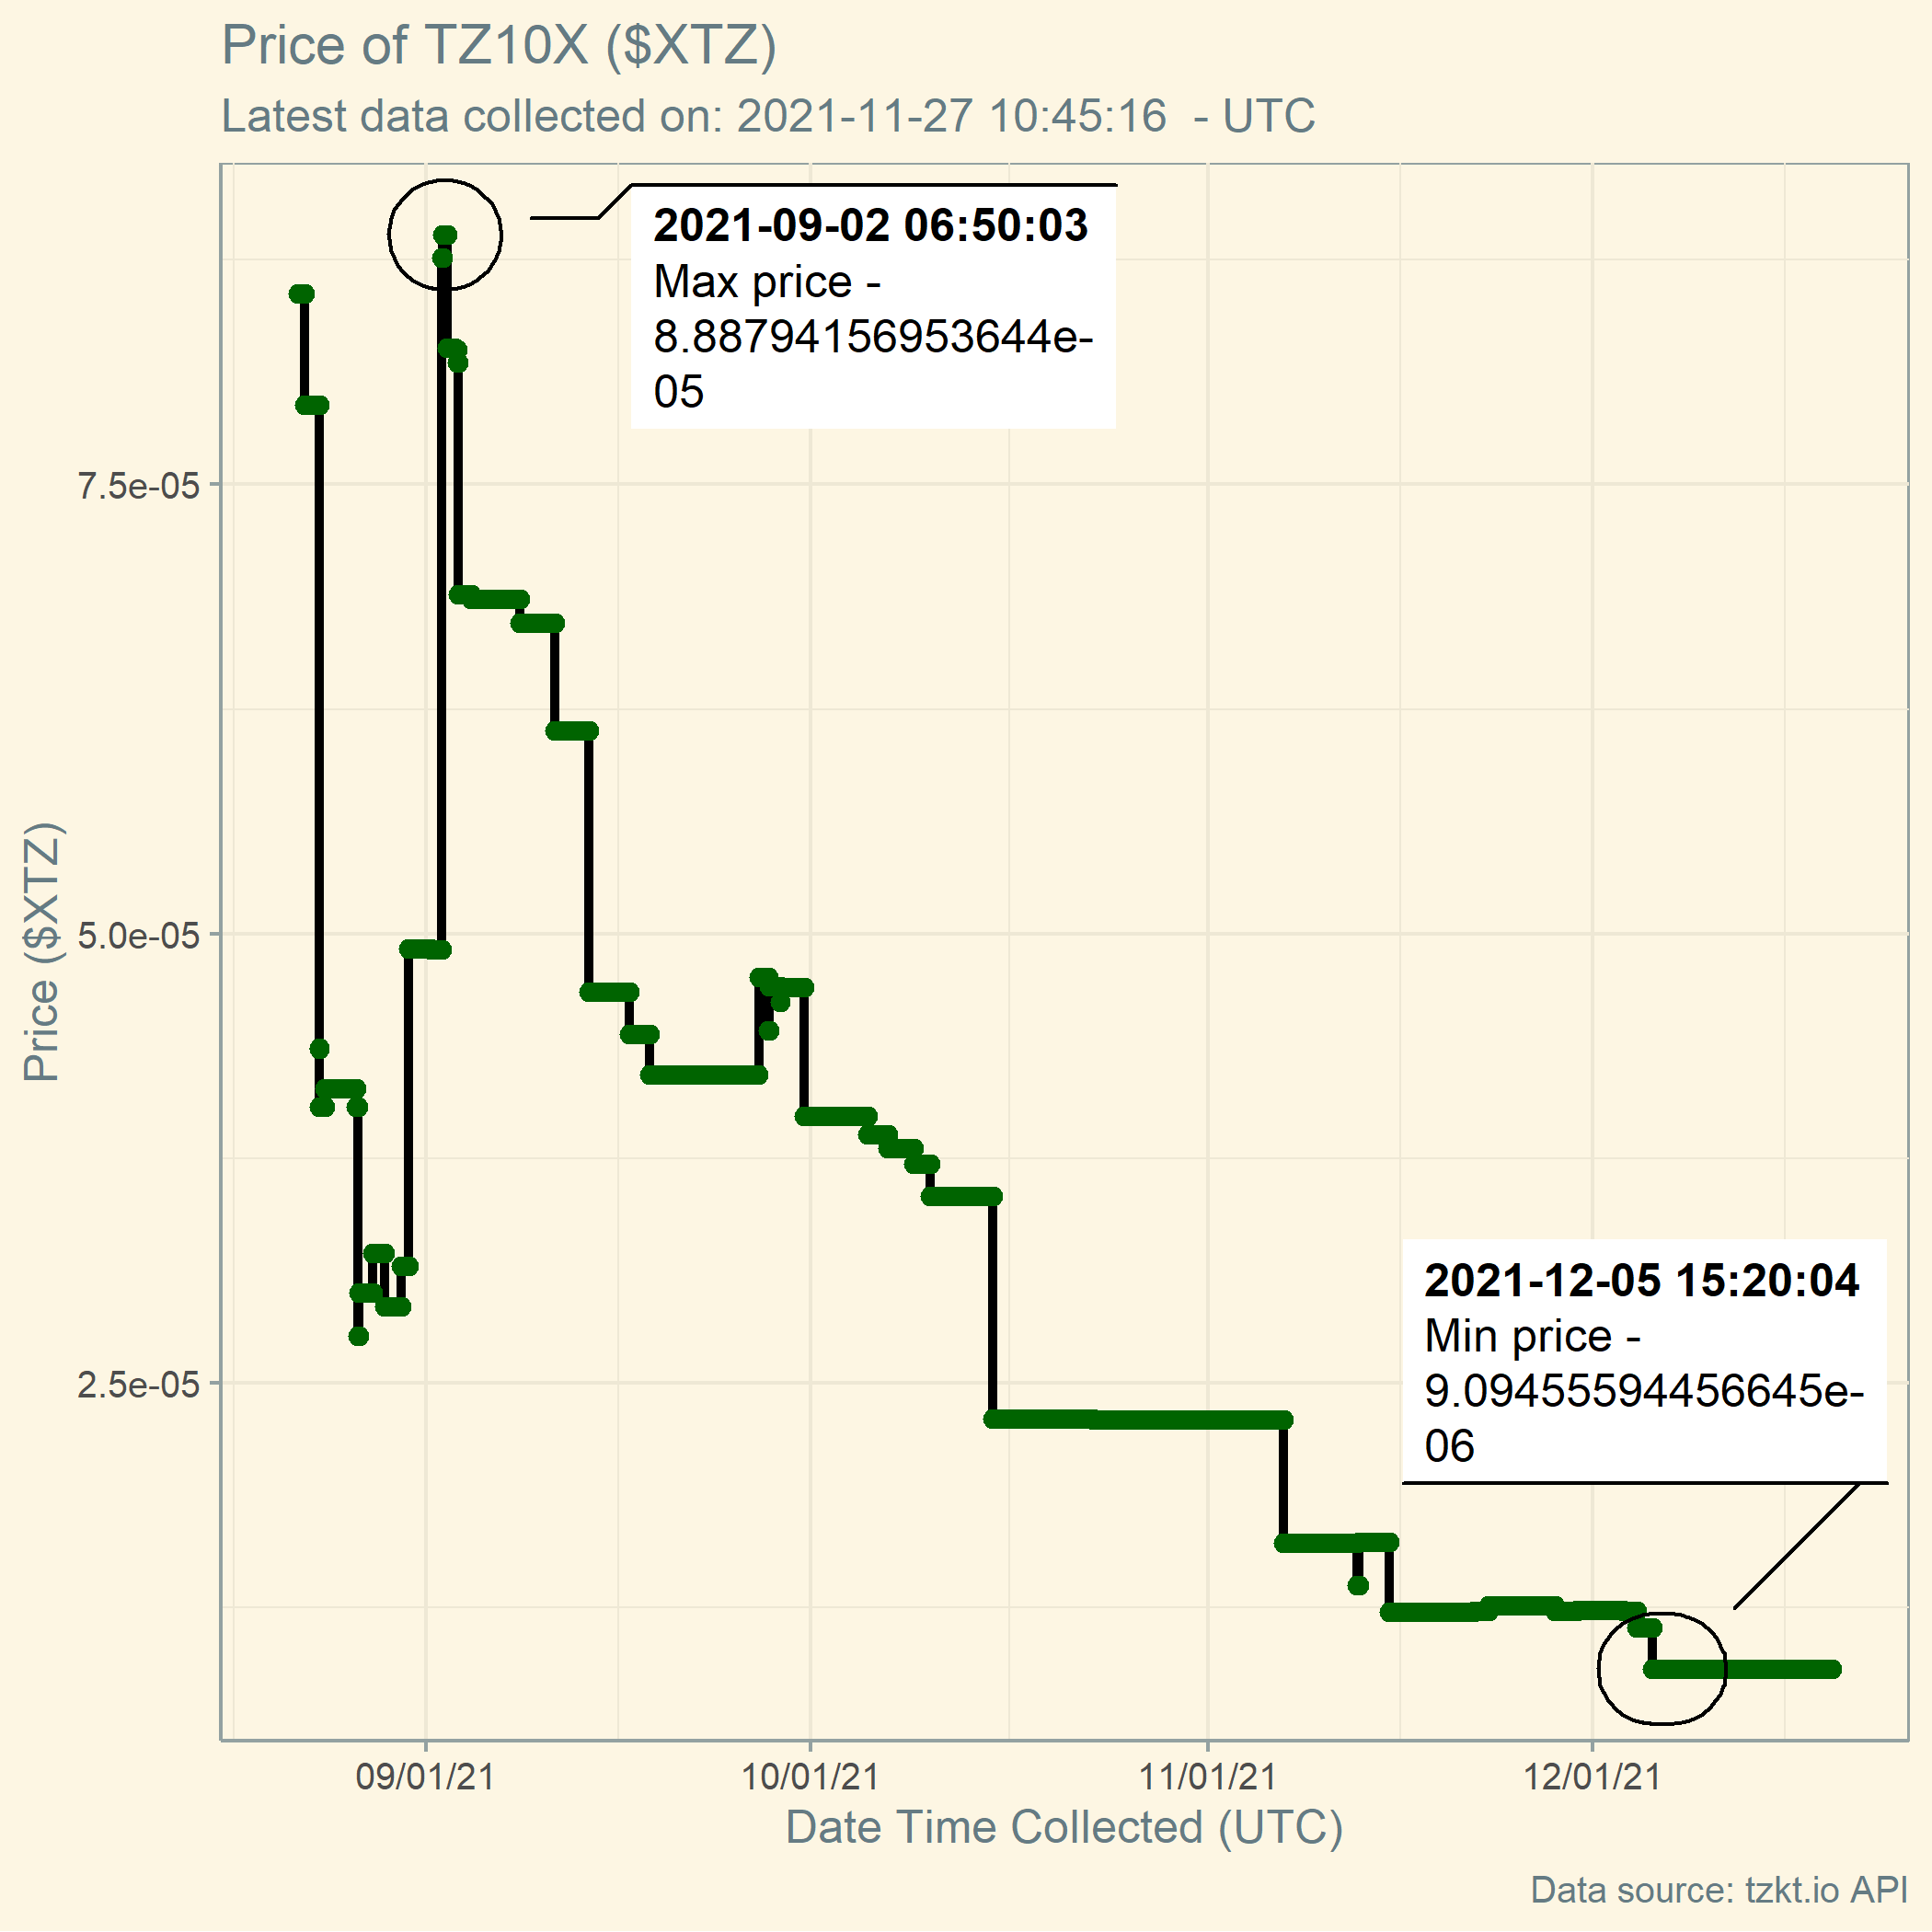 Price of TZ10X ($XTZ)
Latest data collected on: 2021-11-27 10:45:16  - UTC
2021-09-02 06:50:03
Max price -
8.88794156953644e-
05
7.5e-05
5.0e-05
2.5e-05
Price ($XTZ)
2021-12-05 15:20:04
Min price -
9.09455594456645e-
06
09/01/21
10/01/21
11/01/21
12/01/21
Date Time Collected (UTC)
Data source: tzkt.io API